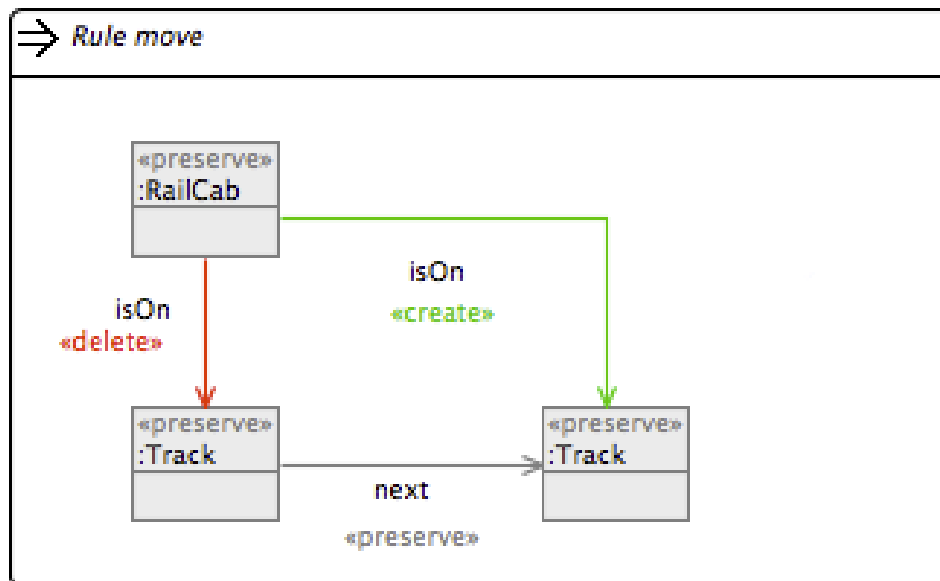 Rule move
«preserve»
:RailCab
isOn
«delete»
isOn
«create»
«preserve»
:Track
next
«preserve»
«preserve»
:Track